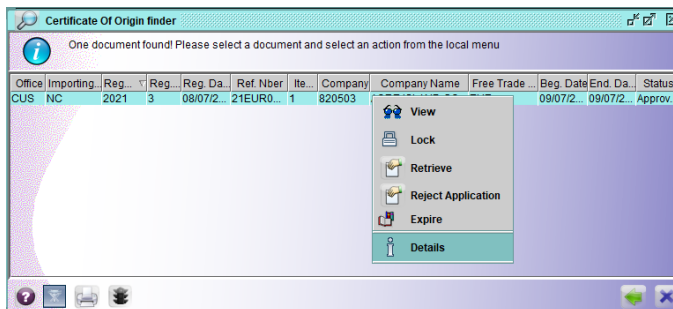 Certificate Of Origin finder
One document found! Please select a document and select an action from the local menu
Office Importing... Reg... Reg... Reg. Da... Ref. Nber Ite... Company Company Name Free Trade ... Beg. Date End. Da... Status
CUS NC 2021 3 08/07/2... 21EUR0... 1 820503 09/07/2... 09/07/2... Approv.
View
Lock
Retrieve
Reject Application
Expire
Details